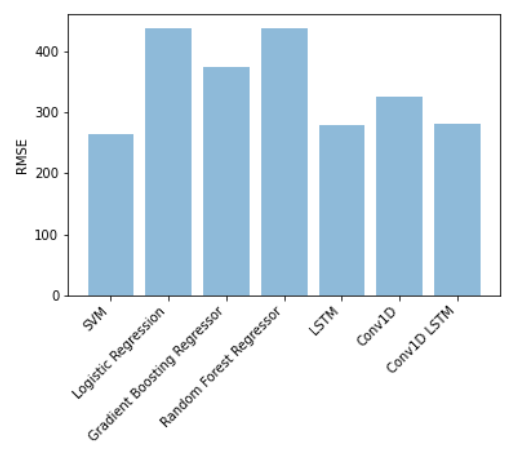 400
300
200
100
0
RMSE
SVM
Logistic Regression
Gradient Boosting Regressor
Random Forest Regressor
LSTM
Conv1D
Conv1D LSTM